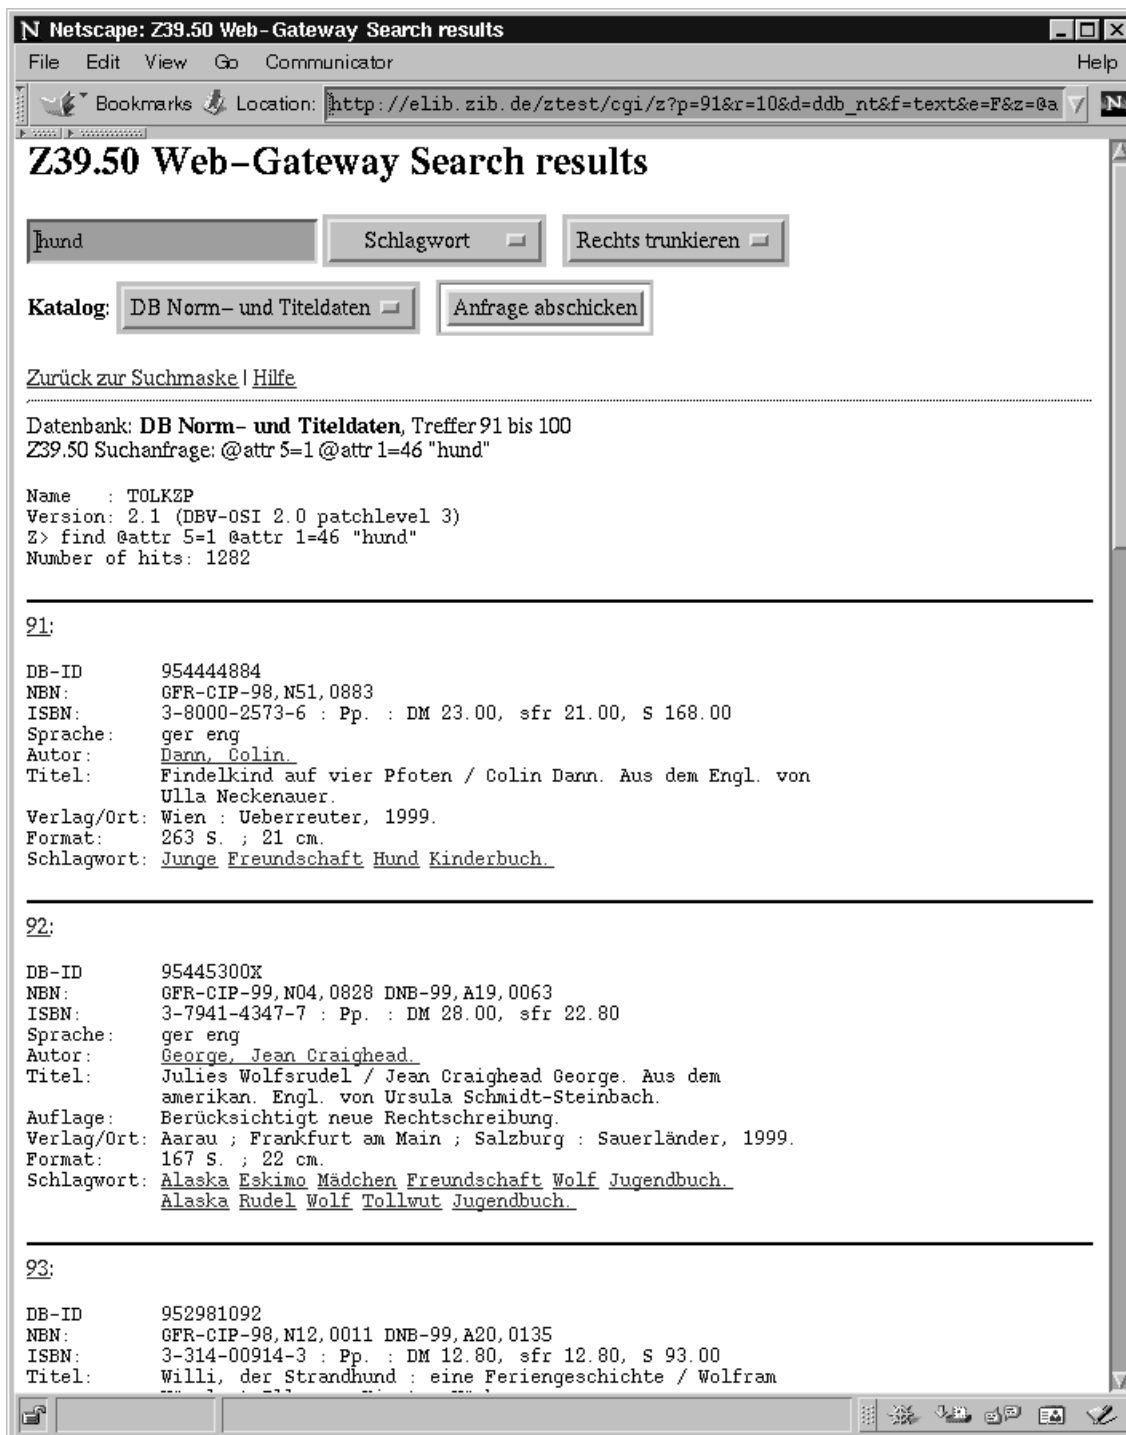 Netscape: Z39.50 Web-Gateway Search results
File Edit View Go Communicator Help
Bookmarks Location: http://elib.zib.de/ztest/cgi/z?p=91&r=10&d=ddb_nt&f=text&e=F&z=@a N
Z39.50 Web-Gateway Search results
hund Schlagwort Rechts trunkieren
Katalog: DB Norm- und Titeldaten Anfrage abschicken
Zurück zur Suchmaske | Hilfe
Datenbank: DB Norm- und Titeldaten, Treffer 91 bis 100
Z39.50 Suchanfrage: @attr 5=1 @attr 1=46 "hund"
Name : TOLKZP
Version: 2.1 (DBV-OSI 2.0 patchlevel 3)
Z> find @attr 5=1 @attr 1=46 "hund"
Number of hits: 1282
91:
DB-ID 954444884
NBN: GFR-CIP-98,N51,0883
ISBN: 3-8000-2573-6 : Pp. : DM 23.00, sfr 21.00, S 168.00
Sprache: ger eng
Autor: Dann, Colin.
Titel: Findelkind auf vier Pfoten / Colin Dann. Aus dem Engl. von
Ulla Neckenauer.
Verlag/Ort: Wien : Ueberreuter, 1999.
Format: 263 S. ; 21 cm.
Schlagwort: Junge Freundschaft Hund Kinderbuch.
92:
DB-ID 95445300X
NBN: GFR-CIP-99,N04,0828 DNB-99,A19,0063
ISBN: 3-7941-4347-7 : Pp. : DM 28.00, sfr 22.80
Sprache: ger eng
Autor: George, Jean Craighead.
Titel: Julies Wolfsrudel / Jean Craighead George. Aus dem
amerikan. Engl. von Ursula Schmidt-Steinbach.
Auflage: Berücksichtigt neue Rechtschreibung.
Verlag/Ort: Aarau ; Frankfurt am Main ; Salzburg : Sauerländer, 1999.
Format: 167 S. ; 22 cm.
Schlagwort: Alaska Eskimo Mädchen Freundschaft Wolf Jugendbuch.
Alaska Rudel Wolf Tollwut Jugendbuch.
93:
DB-ID 952981092
NBN: GFR-CIP-98,N12,0011 DNB-99,A20,0135
ISBN: 3-314-00914-3 : Pp. : DM 12.80, sfr 12.80, S 93.00
Titel: Willi, der Strandhund : eine Feriengeschichte / Wolfram